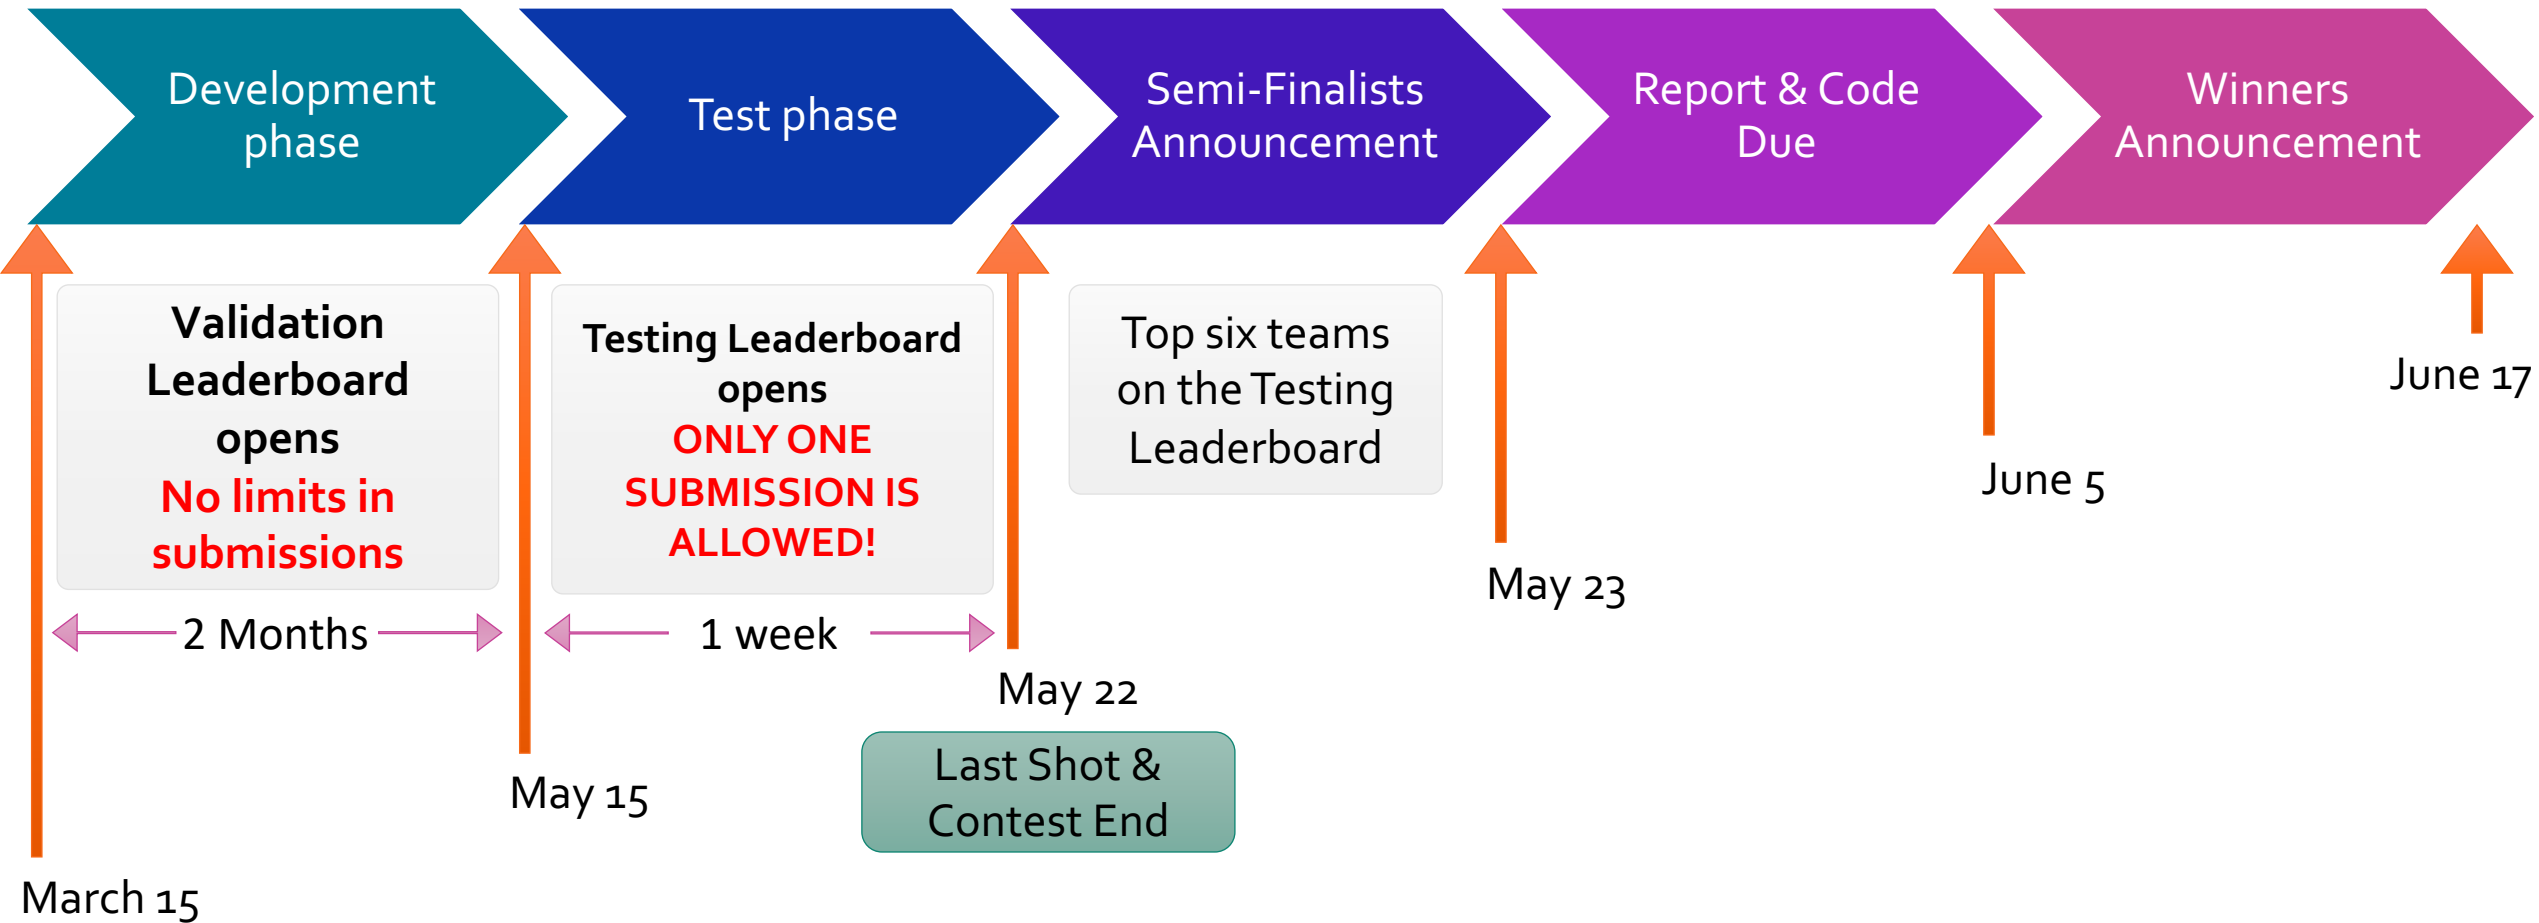 Development
phase
Test phase
Semi-Finalists
Announcement
Report & Code
Due
Winners
Announcement
Validation
Leaderboard
opens
No limits in
submissions
Testing Leaderboard
opens
ONLY ONE
SUBMISSION IS
ALLOWED!
Top six teams
on the Testing
Leaderboard
2 Months
1 week
March 15
May 15
May 22
Last Shot &
Contest End
May 23
June 5
June 17